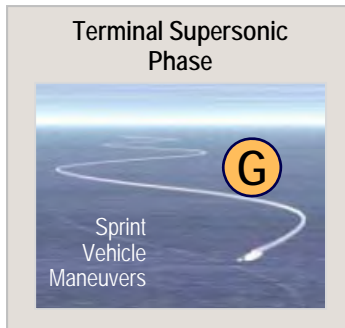 Terminal Supersonic
Phase
G
Sprint
Vehicle
Maneuvers